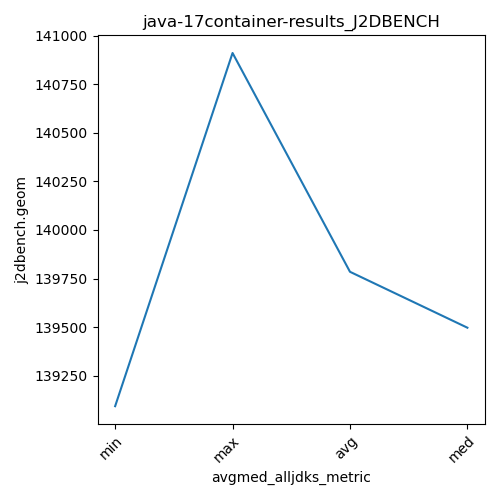 java-17container-results_J2DBENCH
141000
140750
140500
140250
140000
139750
139500
139250
j2dbench.geom
min
max
avg
med
avgmed_alljdks_metric